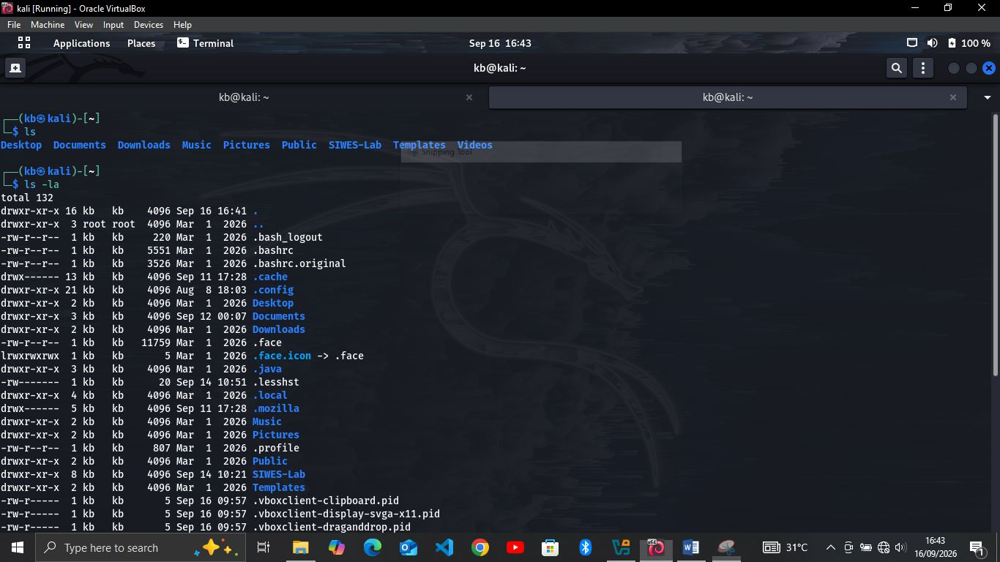 kali [Running] - Oracle VirtualBox
File Machine View Input Devices Help
Applications Places Terminal Sep 16 16:43 100 %
kb@kali: ~
kb@kali: ~ kb@kali: ~
┌──(kb㉿kali)-[~]
└─$ ls
Desktop Documents Downloads Music Pictures Public SIWES-Lab Templates Videos
Snipping Tool
┌──(kb㉿kali)-[~]
└─$ ls -la
total 132
drwxr-xr-x 16 kb kb 4096 Sep 16 16:41 .
drwxr-xr-x 3 root root 4096 Mar 1 2026 ..
-rw-r--r-- 1 kb kb 220 Mar 1 2026 .bash_logout
-rw-r--r-- 1 kb kb 5551 Mar 1 2026 .bashrc
-rw-r--r-- 1 kb kb 3526 Mar 1 2026 .bashrc.original
drwx------ 13 kb kb 4096 Sep 11 17:28 .cache
drwxr-xr-x 21 kb kb 4096 Aug 8 18:03 .config
drwxr-xr-x 2 kb kb 4096 Mar 1 2026 Desktop
drwxr-xr-x 3 kb kb 4096 Sep 12 00:07 Documents
drwxr-xr-x 2 kb kb 4096 Mar 1 2026 Downloads
-rw-r--r-- 1 kb kb 11759 Mar 1 2026 .face
lrwxrwxrwx 1 kb kb 5 Mar 1 2026 .face.icon -> .face
drwxr-xr-x 3 kb kb 4096 Mar 1 2026 .java
-rw------- 1 kb kb 20 Sep 14 10:51 .lesshst
drwxr-xr-x 4 kb kb 4096 Mar 1 2026 .local
drwx------ 5 kb kb 4096 Sep 11 17:28 .mozilla
drwxr-xr-x 2 kb kb 4096 Mar 1 2026 Music
drwxr-xr-x 2 kb kb 4096 Mar 1 2026 Pictures
-rw-r--r-- 1 kb kb 807 Mar 1 2026 .profile
drwxr-xr-x 2 kb kb 4096 Mar 1 2026 Public
drwxr-xr-x 8 kb kb 4096 Sep 14 10:21 SIWES-Lab
drwxr-xr-x 2 kb kb 4096 Mar 1 2026 Templates
-rw-r----- 1 kb kb 5 Sep 16 09:57 .vboxclient-clipboard.pid
-rw-r----- 1 kb kb 5 Sep 16 09:57 .vboxclient-display-svga-x11.pid
-rw-r----- 1 kb kb 5 Sep 16 09:57 .vboxclient-draganddrop.pid
Type here to search x64 31°C 16:43
16/09/2026 1